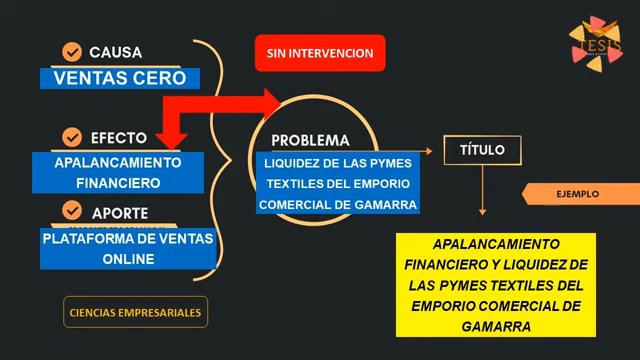 CAUSA
VENTAS CERO
EFECTO
APALANCAMIENTO
FINANCIERO
APORTE
PLATAFORMA DE VENTAS
ONLINE
CIENCIAS EMPRESARIALES
SIN INTERVENCION
PROBLEMA
LIQUIDEZ DE LAS PYMES
TEXTILES DEL EMPORIO
COMERCIAL DE GAMARRA
TÍTULO
TESIS
EJEMPLO
APALANCAMIENTO
FINANCIERO Y LIQUIDEZ DE
LAS PYMES TEXTILES DEL
EMPORIO COMERCIAL DE
GAMARRA